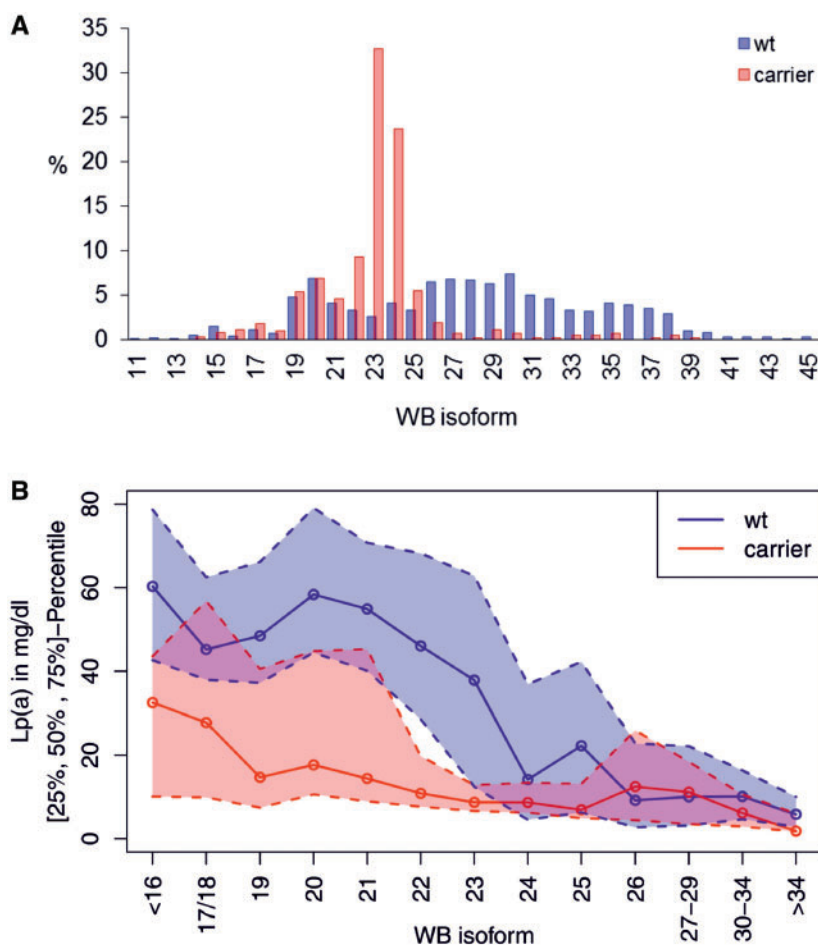 A
35
30
25
20
15
10
5
0
%
wt
carrier
11 13 15 17 19 21 23 25 27 29 31 33 35 37 39 41 43 45
WB isoform
B
Lp(a) in mg/dl
[25%, 50% , 75%]-Percentile
80
60
40
20
0
wt
carrier
<16 17/18 19 20 21 22 23 24 25 26 27-29 30-34 >34
WB isoform